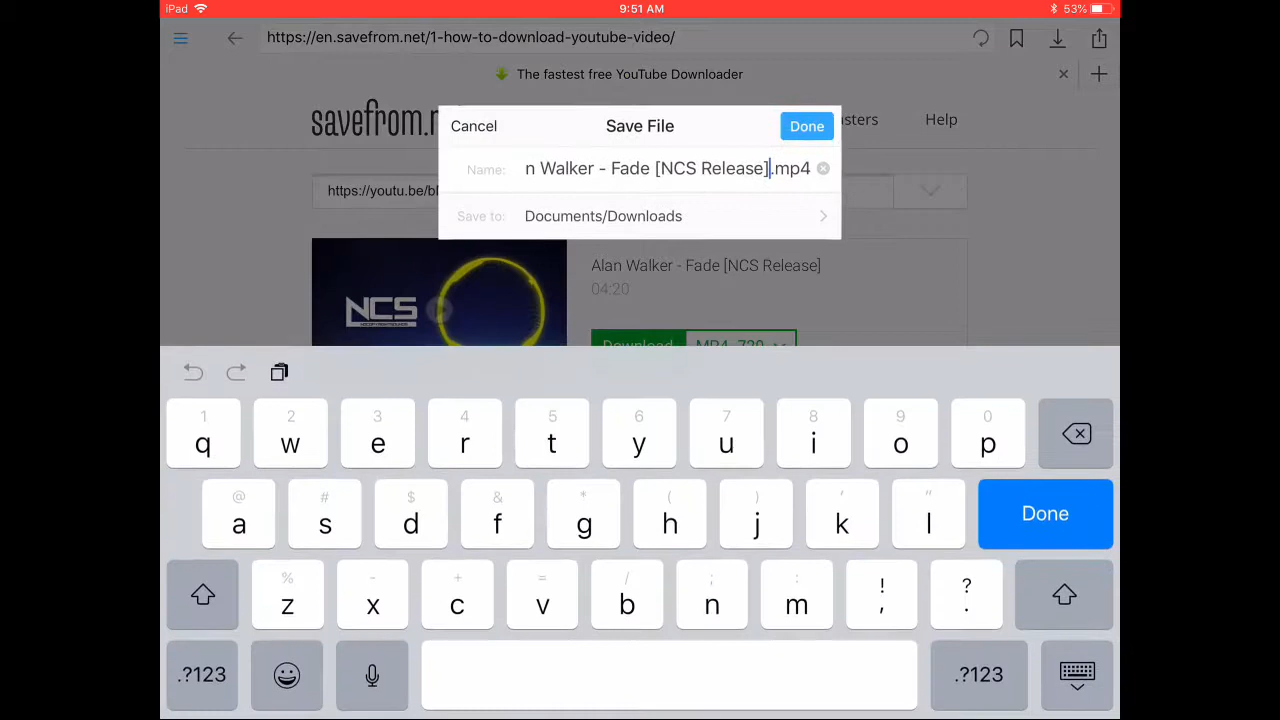 iPad 9:51 AM 53%
https://en.savefrom.net/1-how-to-download-youtube-video/
The fastest free YouTube Downloader
savefrom.n Help
Cancel Save File Done
Name: n Walker - Fade [NCS Release].mp4
https://youtu.be/b
Save to: Documents/Downloads
Alan Walker - Fade [NCS Release]
04:20
NCS
Download MP4 720
1 2 3 4 5 6 7 8 9 0
q w e r t y u i o p
@ # $ & * ( ) ' "
a s d f g h j k l Done
% - + = / ; : ! ?
z x c v b n m , .
.?123 .?123